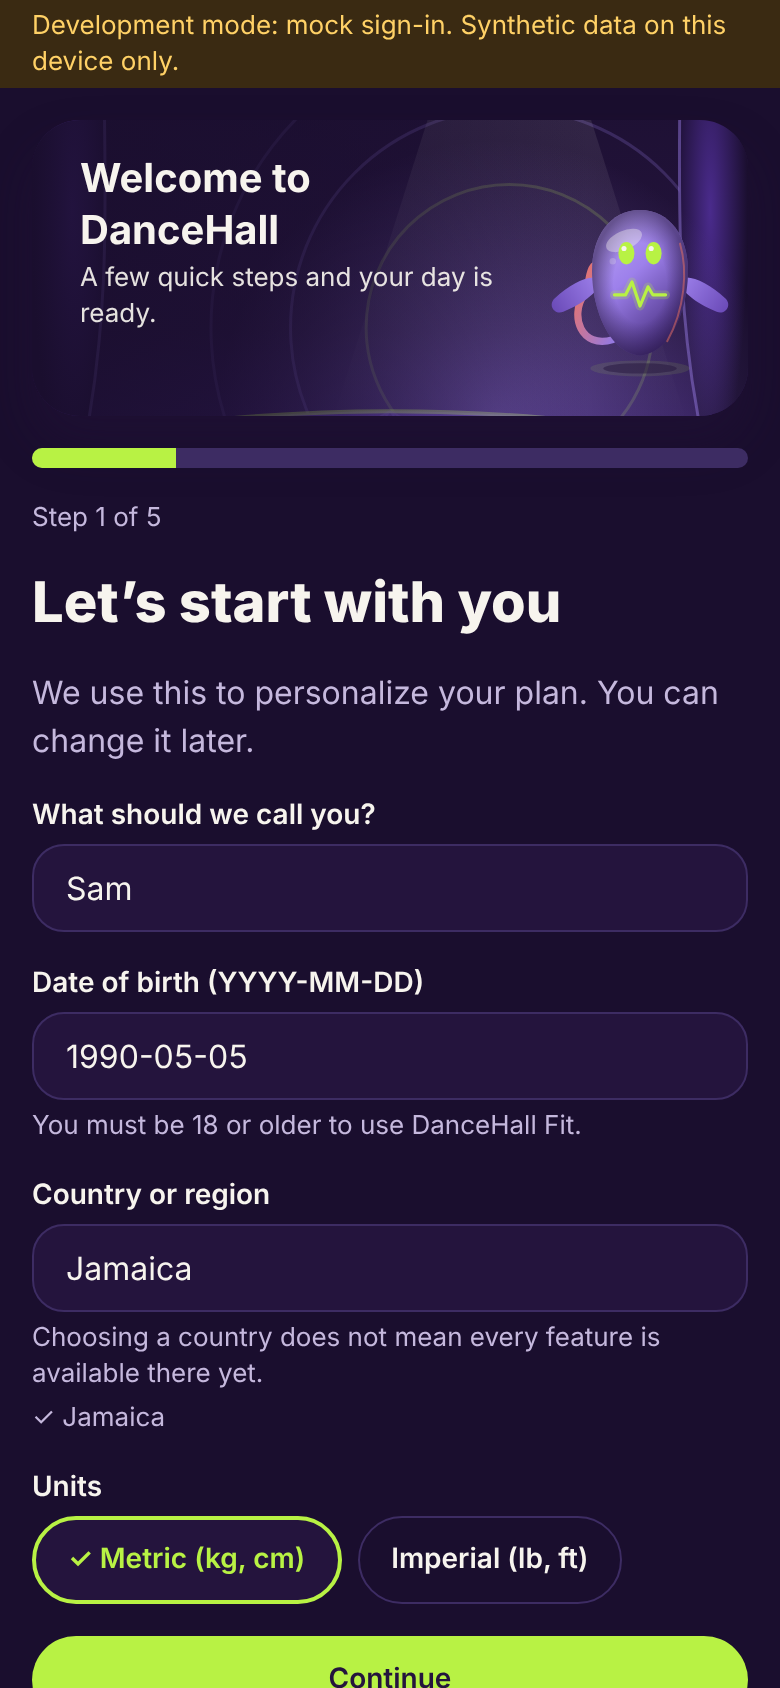 Development mode: mock sign-in. Synthetic data on this
device only.
Welcome to
DanceHall
A few quick steps and your day is
ready.
Step 1 of 5
Let’s start with you
We use this to personalize your plan. You can
change it later.
What should we call you?
Sam
Date of birth (YYYY-MM-DD)
1990-05-05
You must be 18 or older to use DanceHall Fit.
Country or region
Jamaica
Choosing a country does not mean every feature is
available there yet.
✓ Jamaica
Units
✓ Metric (kg, cm)
Imperial (lb, ft)
Continue